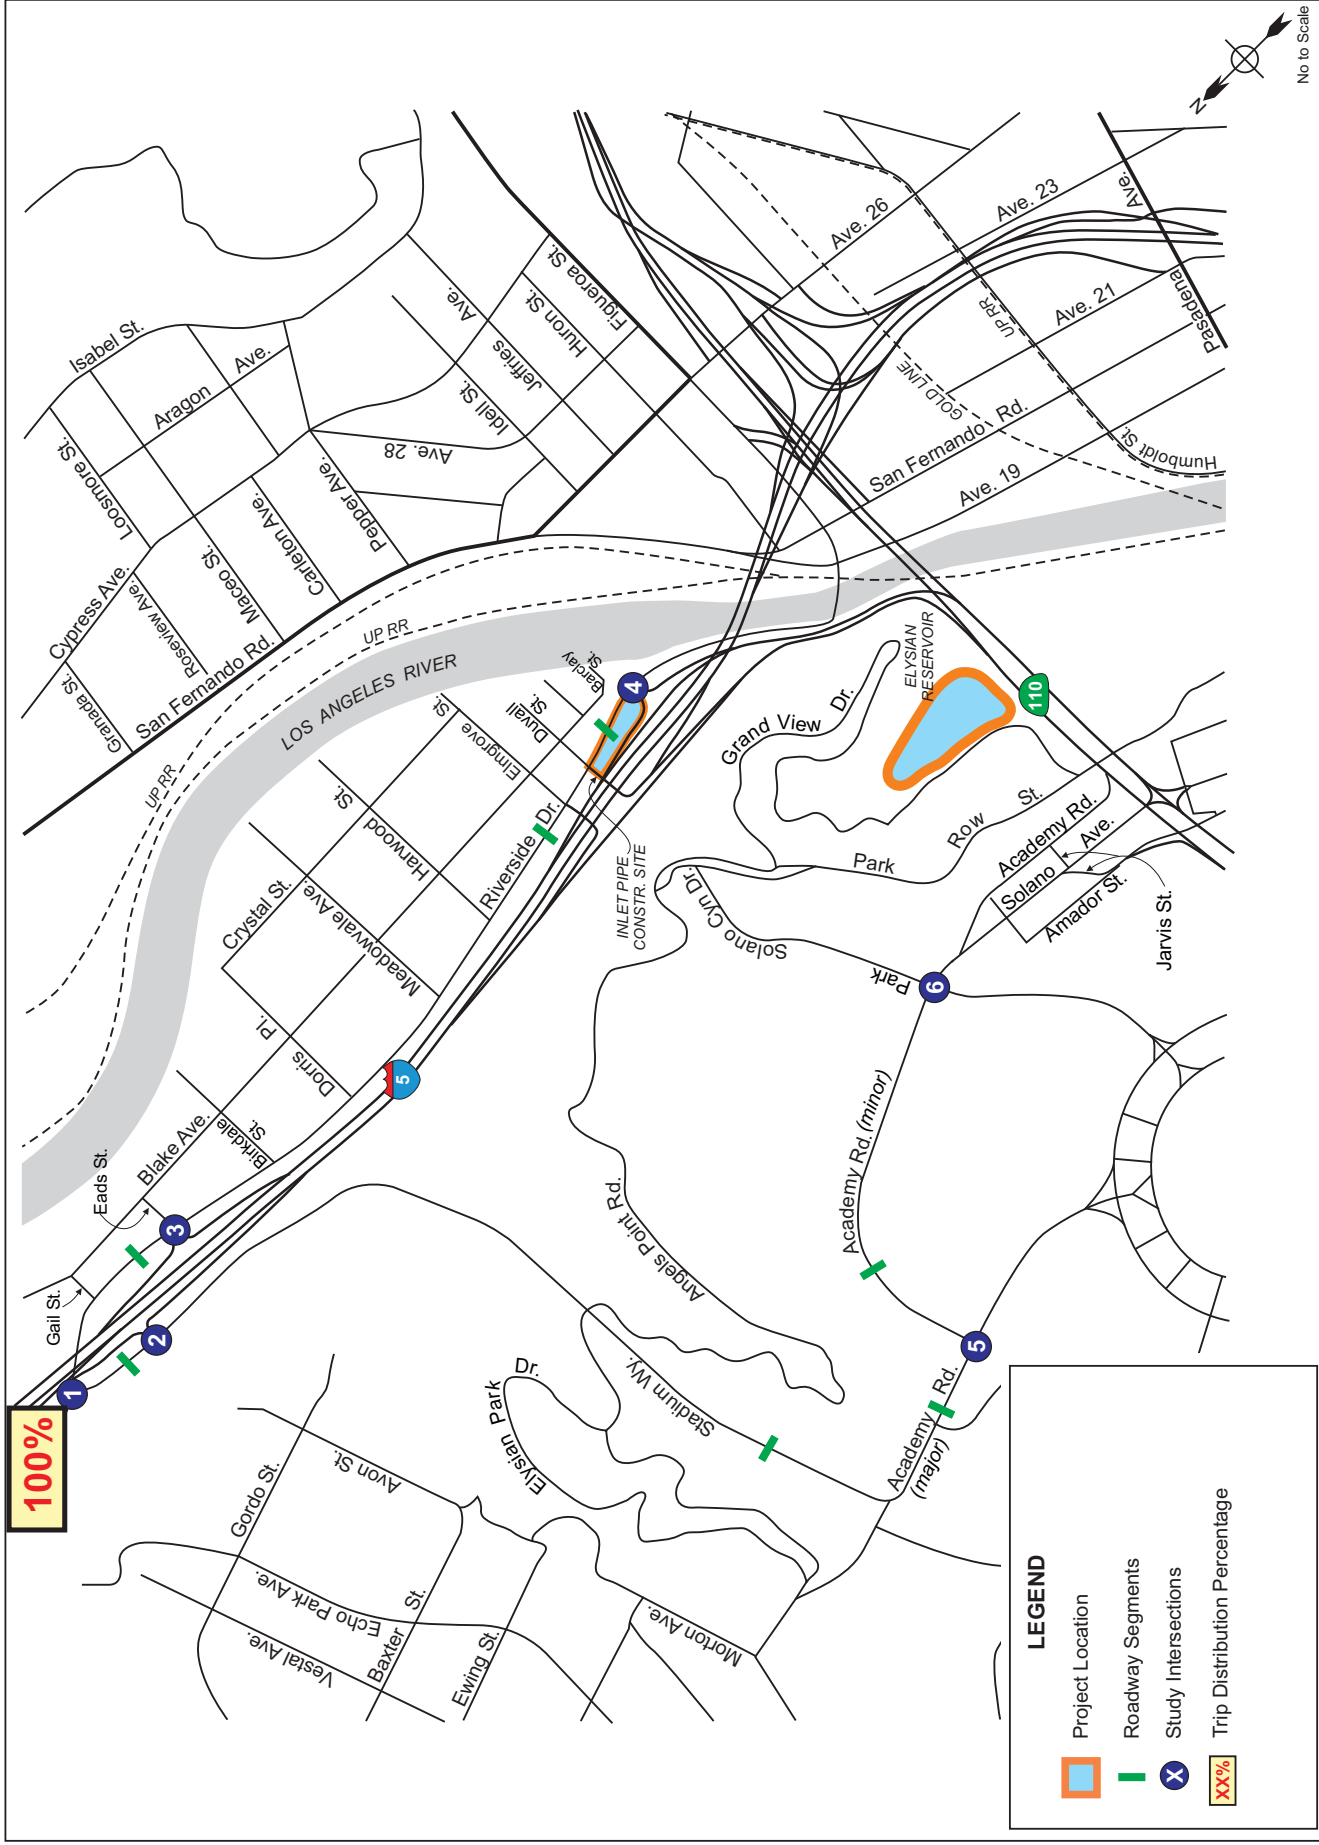 100%
1
2
3
4
5
6
5
110
N
No to Scale
Isabel St.
Loosmore St.
Aragon Ave.
Cypress Ave.
Granada St.
Roseview Ave.
Maceo St.
Carleton Ave.
Pepper Ave.
Ave. 28
Idell St.
Jeffries Ave.
Huron St.
Figueroa St.
San Fernando Rd.
UP RR
UP RR
LOS ANGELES RIVER
Ave. 26
Ave. 23
Ave. 21
Pasadena Ave.
UP RR
GOLD LINE
San Fernando Rd.
Ave. 19
Humboldt St.
Gail St.
Eads St.
Blake Ave.
Birkdale St.
Dorris Pl.
Crystal St.
Meadowvale Ave.
Harwood St.
Riverside Dr.
Elmgrove St.
Duvall St.
Barclay St.
INLET PIPE
CONSTR. SITE
ELYSIAN
RESERVOIR
Grand View Dr.
Park Row St.
Solano Cyn Dr.
Park
Academy Rd.
Solano Ave.
Amador St.
Jarvis St.
Academy Rd. (minor)
Angels Point Rd.
Stadium Wy.
Academy Rd.
(major)
Elysian Park Dr.
Avon St.
Gordo St.
Echo Park Ave.
Vestal Ave.
Baxter St.
Ewing St.
Morton Ave.
LEGEND
Project Location
Roadway Segments
X Study Intersections
XX% Trip Distribution Percentage